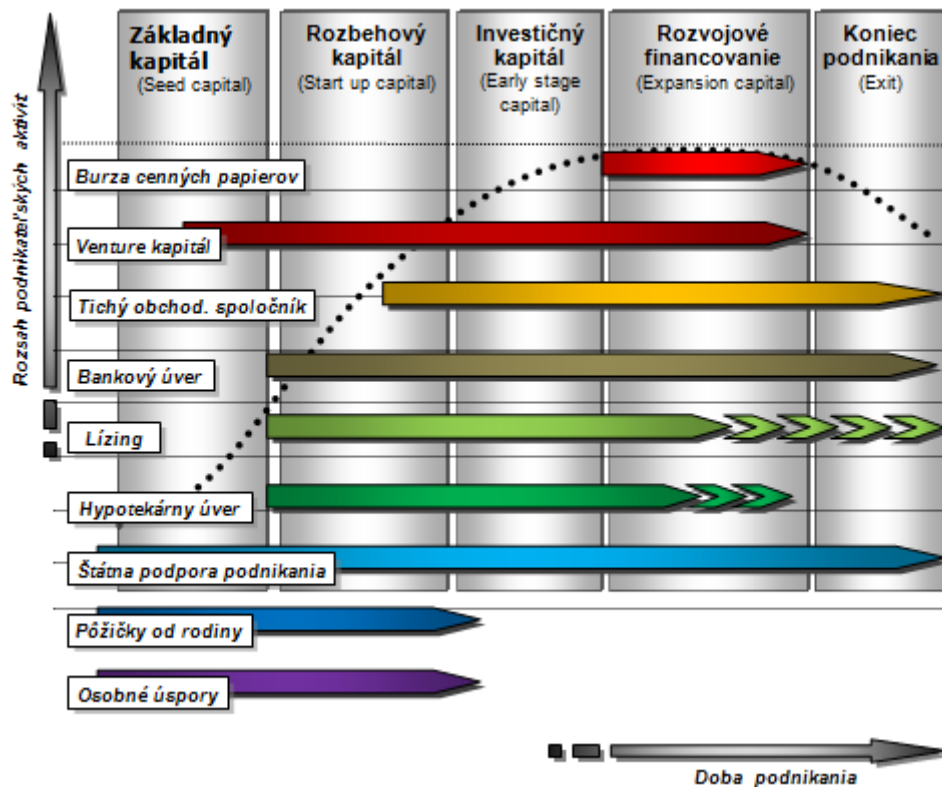 Základný
kapitál
(Seed capital)
Rozbehový
kapitál
(Start up capital)
Investičný
kapitál
(Early stage
capital)
Rozvojové
financovanie
(Expansion capital)
Koniec
podnikania
(Exit)
Rozsah podnikateľských aktivít
Burza cenných papierov
Venture kapitál
Tichý obchod. spoločník
Bankový úver
Lízing
Hypotekárny úver
Štátna podpora podnikania
Pôžičky od rodiny
Osobné úspory
Doba podnikania